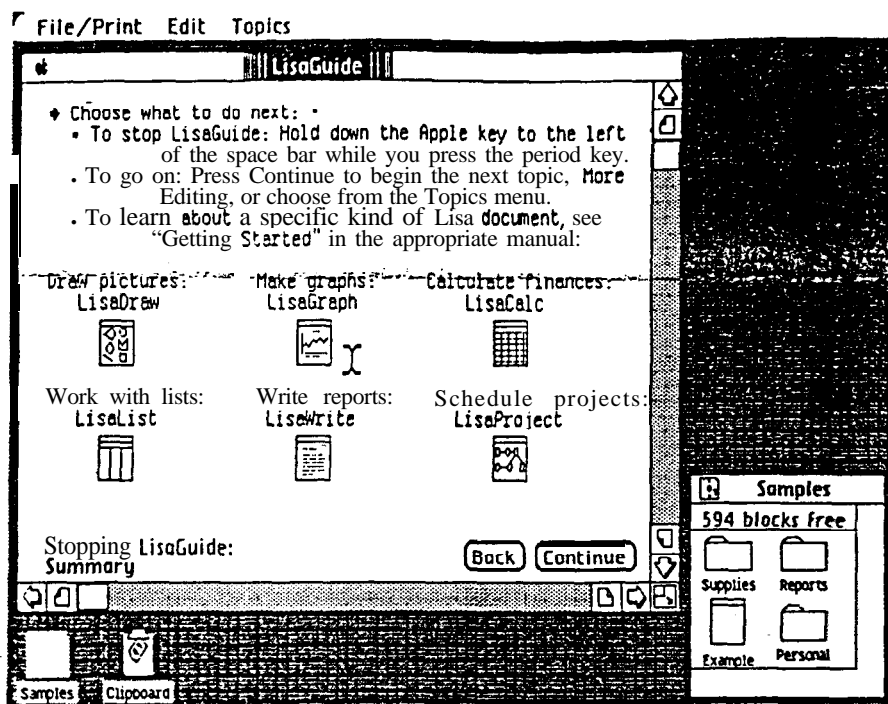 File/Print Edit Topics
LisaGuide
Choose what to do next:
• To stop LisaGuide: Hold down the Apple key to the left
of the space bar while you press the period key.
• To go on: Press Continue to begin the next topic, More
Editing, or choose from the Topics menu.
• To learn about a specific kind of Lisa document, see
“Getting Started" in the appropriate manual:
Draw pictures: Make graphs: Calculate finances:
LisaDraw LisaGraph LisaCalc
Work with lists: Write reports: Schedule projects:
LisaList LisaWrite LisaProject
Stopping LisaGuide:
Summary
Back Continue
Samples
594 blocks free
Supplies Reports
Example Personal
Samples Clipboard